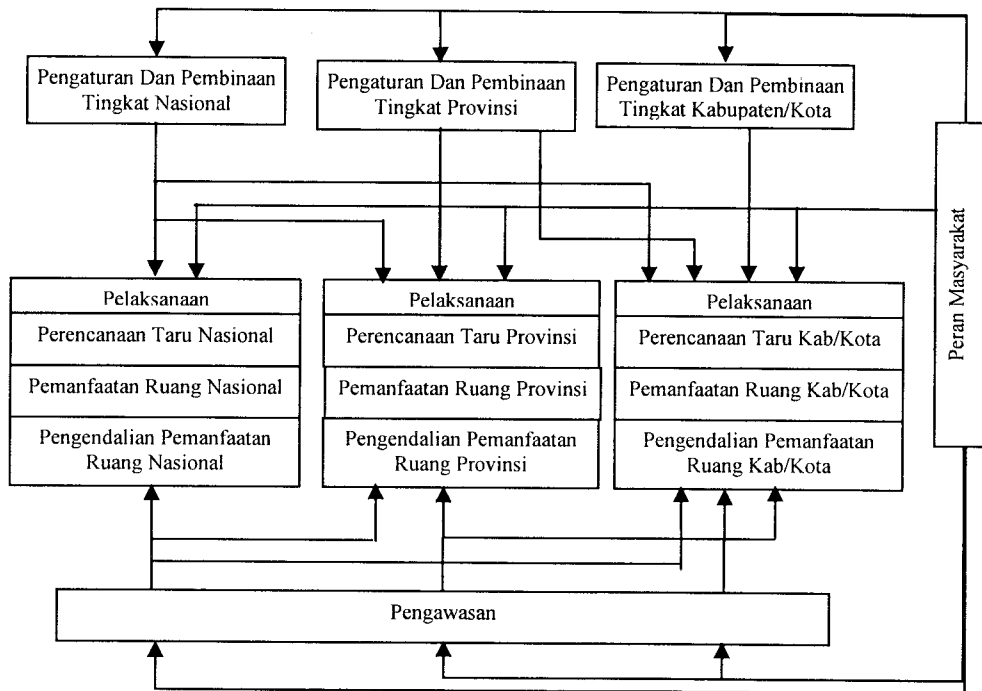 Pengaturan Dan Pembinaan
Tingkat Nasional
Pengaturan Dan Pembinaan
Tingkat Provinsi
Pengaturan Dan Pembinaan
Tingkat Kabupaten/Kota
Peran Masyarakat
Pelaksanaan
Perencanaan Taru Nasional
Pemanfaatan Ruang Nasional
Pengendalian Pemanfaatan
Ruang Nasional
Pelaksanaan
Perencanaan Taru Provinsi
Pemanfaatan Ruang Provinsi
Pengendalian Pemanfaatan
Ruang Provinsi
Pelaksanaan
Perencanaan Taru Kab/Kota
Pemanfaatan Ruang Kab/Kota
Pengendalian Pemanfaatan
Ruang Kab/Kota
Pengawasan